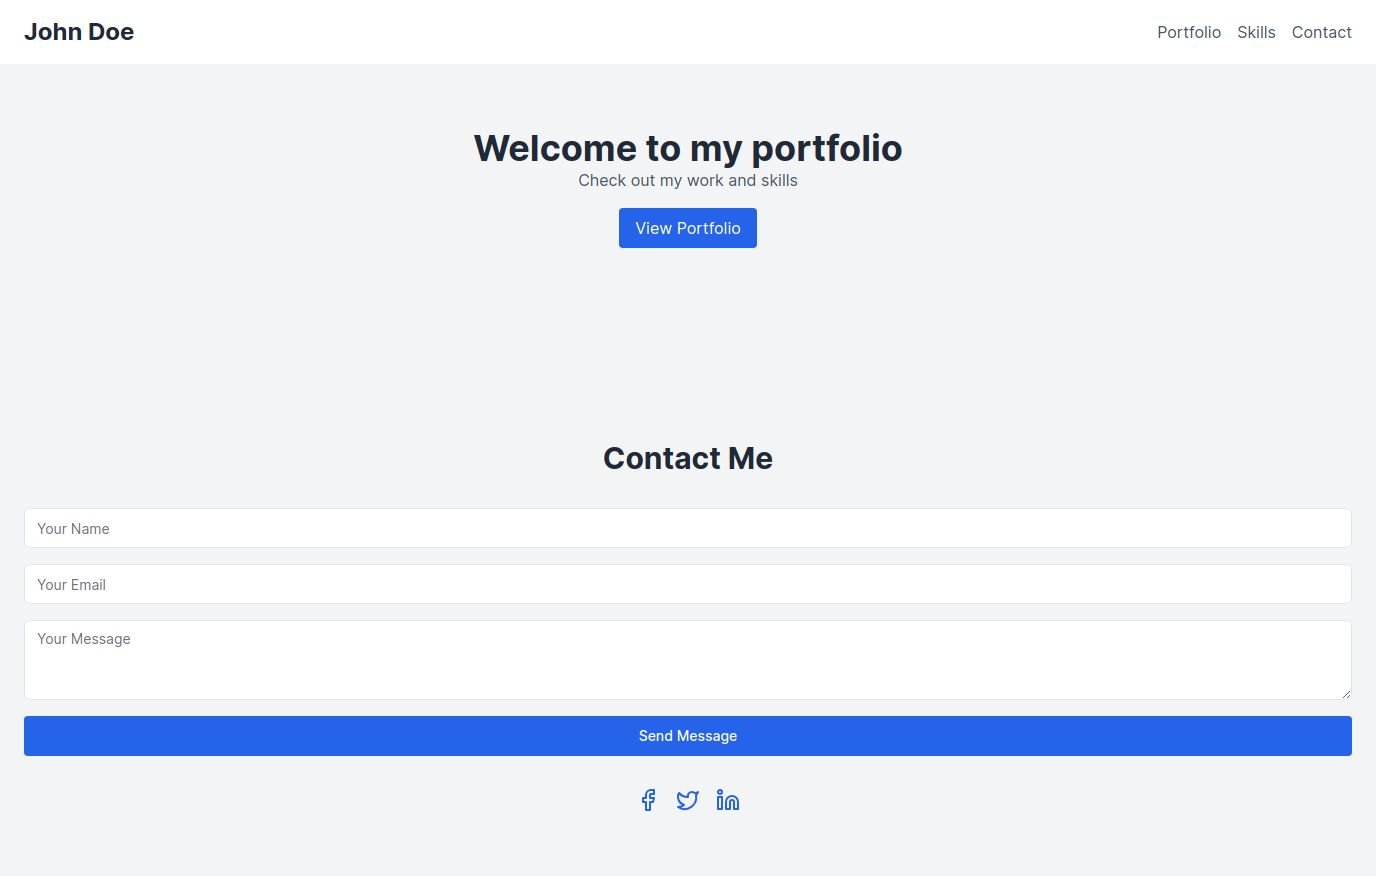 John Doe
Portfolio Skills Contact
Welcome to my portfolio
Check out my work and skills
View Portfolio
Contact Me
Your Name
Your Email
Your Message
Send Message